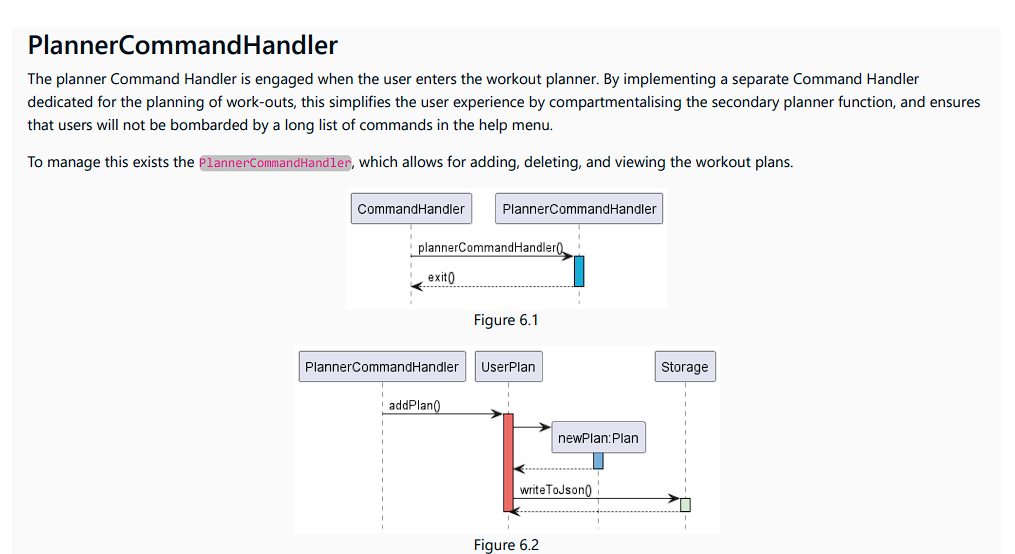 PlannerCommandHandler
The planner Command Handler is engaged when the user enters the workout planner. By implementing a separate Command Handler
dedicated for the planning of work-outs, this simplifies the user experience by compartmentalising the secondary planner function, and ensures
that users will not be bombarded by a long list of commands in the help menu.
To manage this exists the PlannerCommandHandler, which allows for adding, deleting, and viewing the workout plans.
CommandHandler PlannerCommandHandler
plannerCommandHandler()
exit()
Figure 6.1
PlannerCommandHandler UserPlan Storage
addPlan()
newPlan:Plan
writeToJson()
Figure 6.2